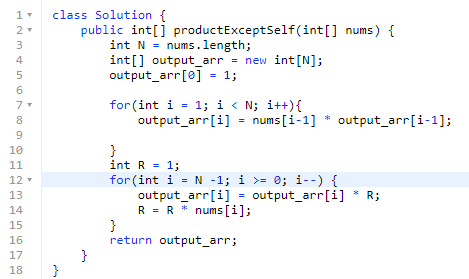 1 class Solution {
2     public int[] productExceptSelf(int[] nums) {
3         int N = nums.length;
4         int[] output_arr = new int[N];
5         output_arr[0] = 1;
6
7         for(int i = 1; i < N; i++){
8             output_arr[i] = nums[i-1] * output_arr[i-1];
9
10         }
11         int R = 1;
12         for(int i = N -1; i >= 0; i--) {
13             output_arr[i] = output_arr[i] * R;
14             R = R * nums[i];
15         }
16         return output_arr;
17     }
18 }